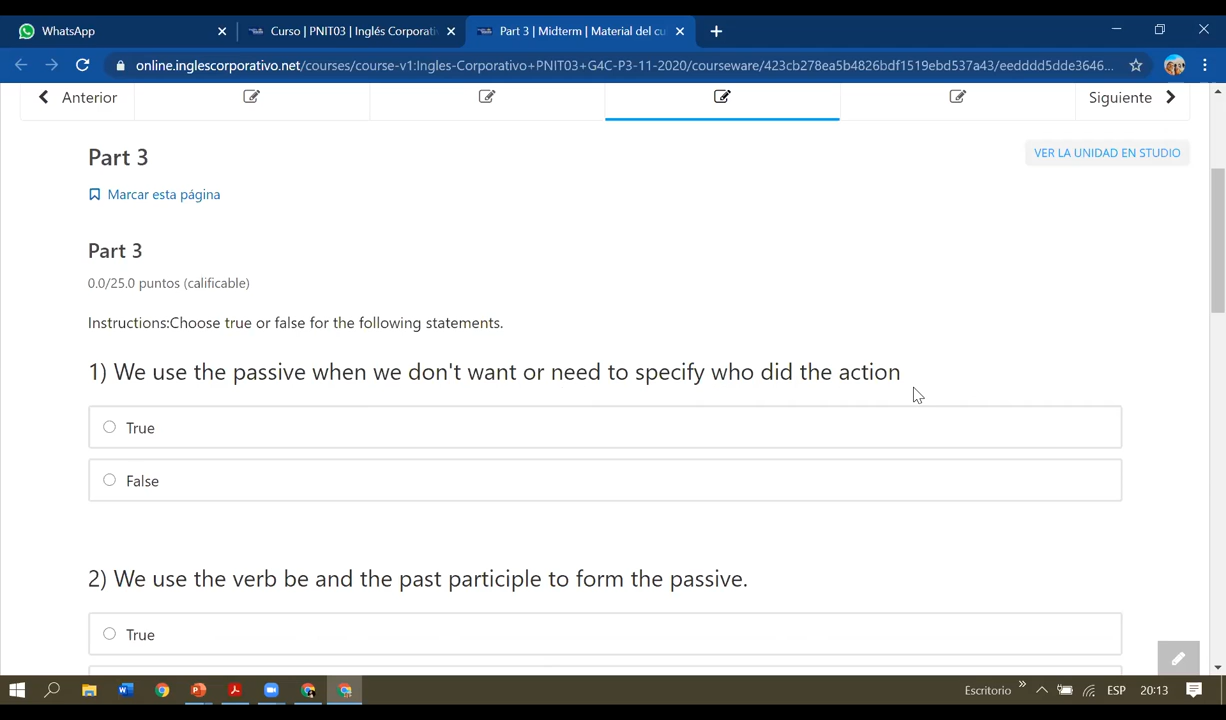 WhatsApp
Curso | PNIT03 | Inglés Corporati
Part 3 | Midterm | Material del cu
online.inglescorporativo.net/courses/course-v1:Ingles-Corporativo+PNIT03+G4C-P3-11-2020/courseware/423cb278ea5b4826bdf1519ebd537a43/eedddd5dde3646...
Anterior
Siguiente
Part 3
VER LA UNIDAD EN STUDIO
Marcar esta página
Part 3
0.0/25.0 puntos (calificable)
Instructions:Choose true or false for the following statements.
1) We use the passive when we don't want or need to specify who did the action
True
False
2) We use the verb be and the past participle to form the passive.
True
Escritorio
ESP
20:13